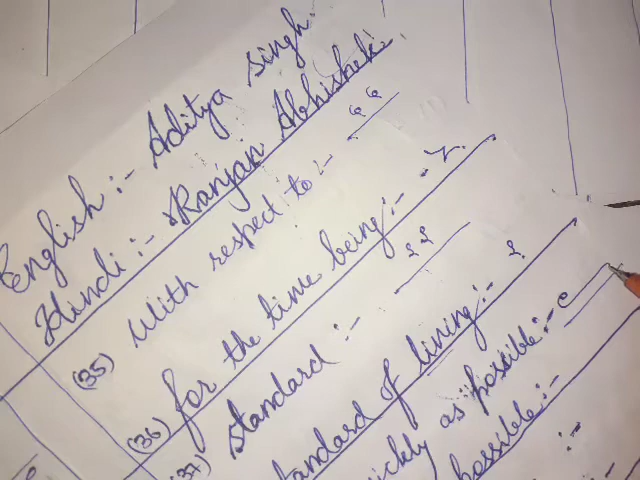 English :- Aditya Singh.
Hindi :- Ranjan Abhishek.
(35) With respect to :-
(36) for the time being :-
(37) standard :-
standard of living :-
quickly as possible :-
possible :-
:-